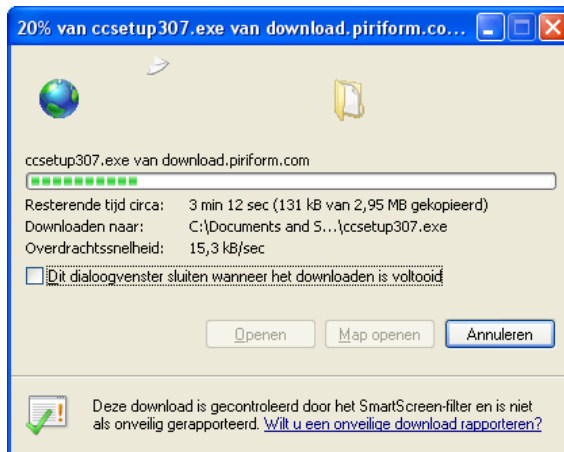 20% van ccsetup307.exe van download.piriform.co...
ccsetup307.exe van download.piriform.com
Resterende tijd circa: 3 min 12 sec (131 kB van 2,95 MB gekopieerd)
Downloaden naar: C:\Documents and S...\ccsetup307.exe
Overdrachtssnelheid: 15,3 kB/sec
Dit dialoogvenster sluiten wanneer het downloaden is voltooid
Openen Map openen Annuleren
Deze download is gecontroleerd door het SmartScreen-filter en is niet
als onveilig gerapporteerd. Wilt u een onveilige download rapporteren?